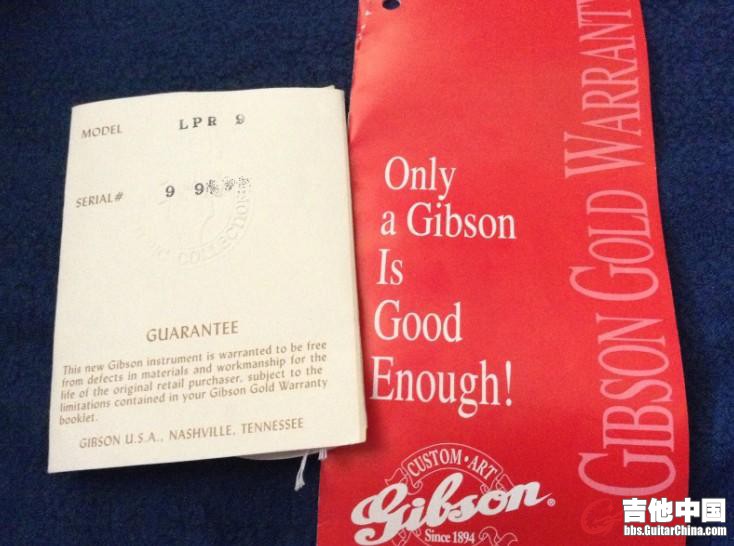 MODEL LPR 9
SERIAL# 9 9
COLLECTION
GUARANTEE
This new Gibson instrument is warranted to be free
from defects in materials and workmanship for the
life of the original retail purchaser, subject to the
limitations contained in your Gibson Gold Warranty
booklet.
GIBSON U.S.A., NASHVILLE, TENNESSEE
Only
a Gibson
Is
Good
Enough!
CUSTOM·ART
Gibson®
Since 1894
GIBSON GOLD WARRANTY
吉他中国
bbs.GuitarChina.com